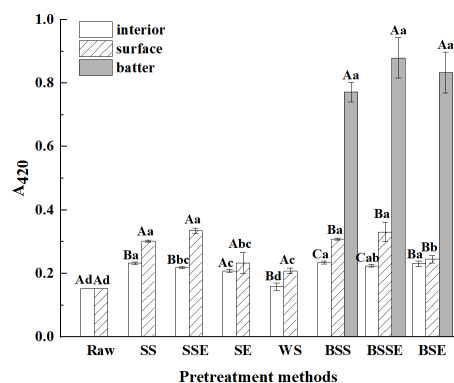 1.0
0.8
0.6
0.4
0.2
0.0
A420
interior
surface
batter
Ad Ad
Ba Aa
Bbc Aa
Ac Abc
Bd Ac
Ca Ba Aa
Cab Ba Aa
Ba Bb Aa
Raw SS SSE SE WS BSS BSSE BSE
Pretreatment methods